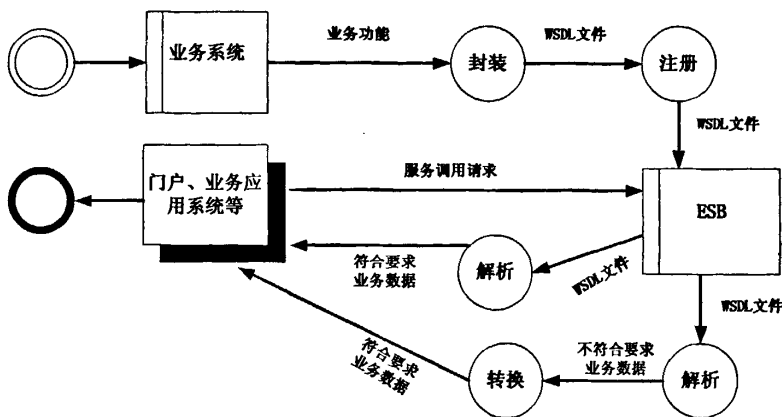 业务系统
业务功能
封装
WSDL文件
注册
WSDL文件
门户、业务应
用系统等
服务调用请求
ESB
符合要求
业务数据
解析
WSDL文件
WSDL文件
符合要求
业务数据
转换
不符合要求
业务数据
解析